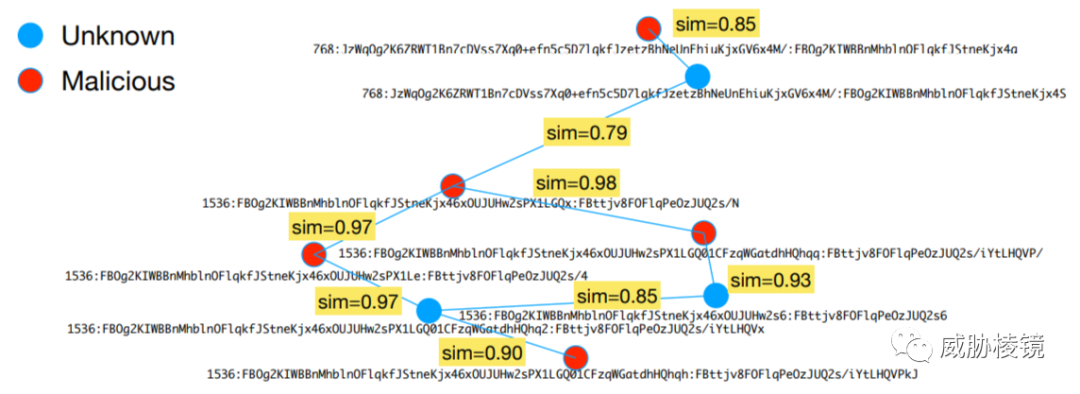 Unknown
Malicious
sim=0.85
768:JzWqOg2K6ZRWT1Bn7cDVss7Xq0+efn5c5D7lqkfJzetzBhNeUnEhiuKjxGV6x4M/:FBOg2KIWBBnMhblnOFlqkfJStneKjx4a
768:JzWqOg2K6ZRWT1Bn7cDVss7Xq0+efn5c5D7lqkfJzetzBhNeUnEhiuKjxGV6x4M/:FBOg2KIWBBnMhblnOFlqkfJStneKjx4S
sim=0.79
sim=0.98
1536:FBOg2KIWBBnMhblnOFlqkfJStneKjx46xOUJUHw2sPX1LGQx:FBttjv8FOFlqPeOzJUQ2s/N
sim=0.97
1536:FBOg2KIWBBnMhblnOFlqkfJStneKjx46xOUJUHw2sPX1LGQ01CFzqWGatdhHQhqq:FBttjv8FOFlqPeOzJUQ2s/iYtLHQVP/
1536:FBOg2KIWBBnMhblnOFlqkfJStneKjx46xOUJUHw2sPX1Le:FBttjv8FOFlqPeOzJUQ2s/4
sim=0.93
sim=0.97
sim=0.85
1536:FBOg2KIWBBnMhblnOFlqkfJStneKjx46xOUJUHw2s6:FBttjv8FOFlqPeOzJUQ2s6
1536:FBOg2KIWBBnMhblnOFlqkfJStneKjx46xOUJUHw2sPX1LGQ01CFzqWGatdhHQhq2:FBttjv8FOFlqPeOzJUQ2s/iYtLHQVx
sim=0.90
威胁棱镜
1536:FBOg2KIWBBnMhblnOFlqkfJStneKjx46xOUJUHw2sPX1LGQ01CFzqWGatdhHQhqh:FBttjv8FOFlqPeOzJUQ2s/iYtLHQVPkJ